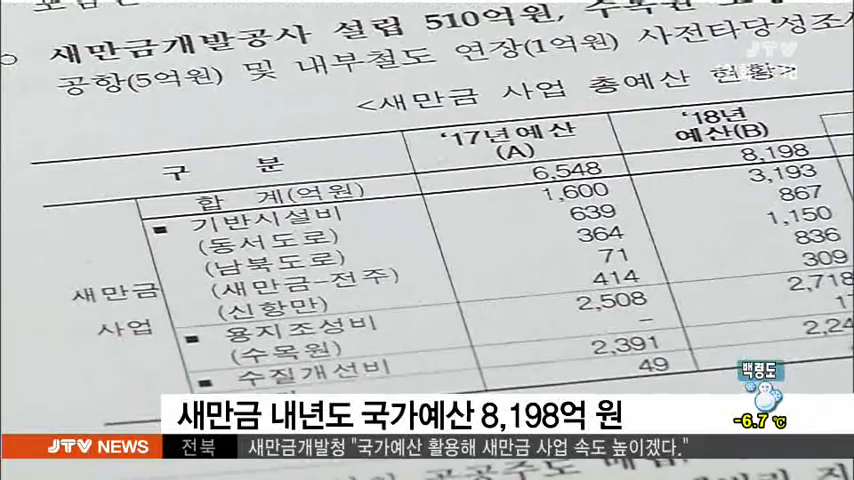 새만금개발공사 설립 510억원, 수목원
공항(5억원) 및 내부철도 연장(1억원) 사전타당성조사
JTV
<새만금 사업 총예산 현황>
구 분
'17년예산
(A)
'18년
예산(B)
합 계(억원) 6,548 8,198
새만금
사업
■ 기반시설비 1,600 3,193
(동서도로) 639 867
(남북도로) 364 1,150
(새만금-전주) 71 836
(신항만) 414 309
■ 용지조성비 2,508 2,718
(수목원) –
■ 수질개선비 2,391
49
백령도
-6.7 ℃
새만금 내년도 국가예산 8,198억 원
JTV NEWS
전북
새만금개발청 "국가예산 활용해 새만금 사업 속도 높이겠다."